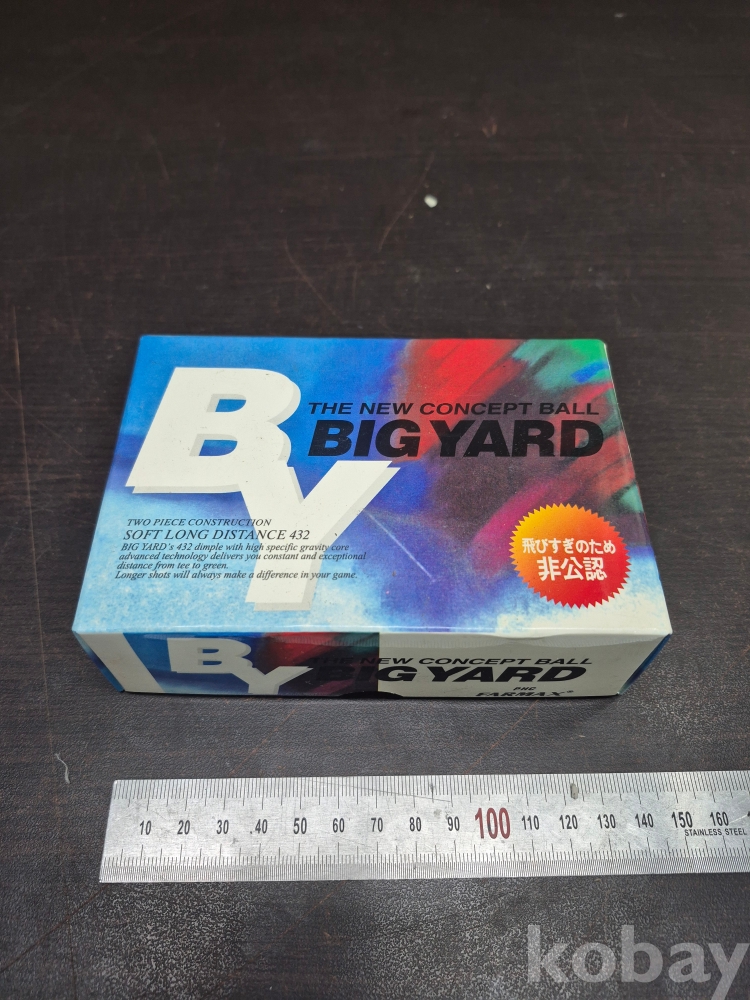 BY
THE NEW CONCEPT BALL
BIG YARD
TWO PIECE CONSTRUCTION
SOFT LONG DISTANCE 432
BIG YARD's 432 dimple with high specific gravity core
advanced technology delivers you constant and exceptional
distance from tee to green.
Longer shots will always make a difference in your game.
飛びすぎのため
非公認
BY
THE NEW CONCEPT BALL
BIG YARD
PHC
FARMAX®
10 20 30 40 50 60 70 80 90 100 110 120 130 140 150 160
STAINLESS STEEL
kobay